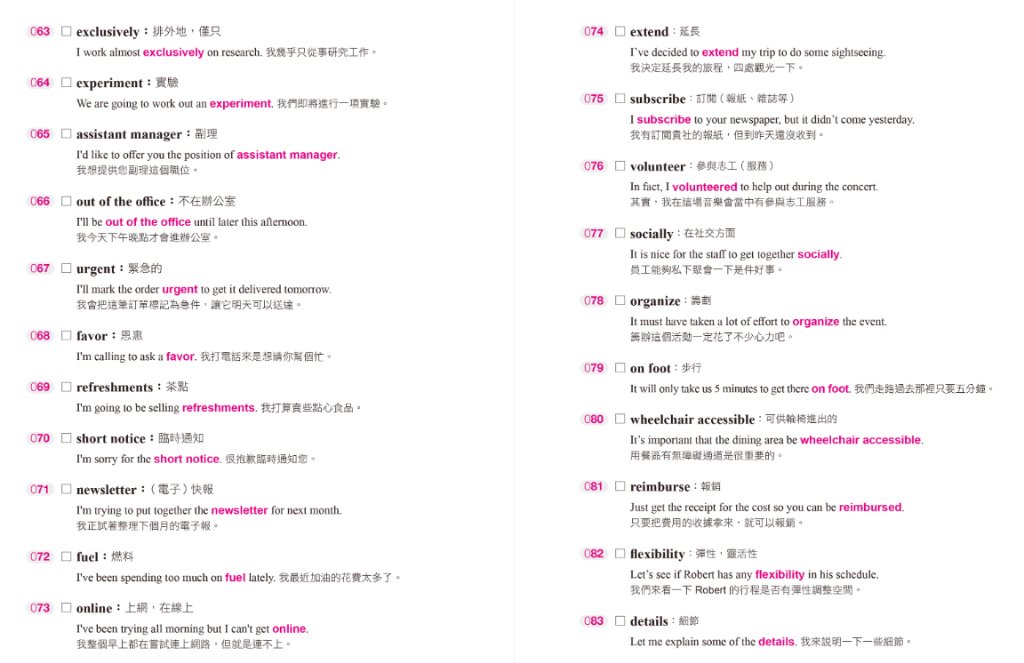 063 □ exclusively：排外地，僅只
I work almost exclusively on research. 我幾乎只從事研究工作。
064 □ experiment：實驗
We are going to work out an experiment. 我們即將進行一項實驗。
065 □ assistant manager：副理
I'd like to offer you the position of assistant manager.
我想提供您副理這個職位。
066 □ out of the office：不在辦公室
I'll be out of the office until later this afternoon.
我今天下午晚點才會進辦公室。
067 □ urgent：緊急的
I'll mark the order urgent to get it delivered tomorrow.
我會把這筆訂單標記為急件，讓它明天可以送達。
068 □ favor：恩惠
I'm calling to ask a favor. 我打電話來是想請你幫個忙。
069 □ refreshments：茶點
I'm going to be selling refreshments. 我打算賣些點心食品。
070 □ short notice：臨時通知
I'm sorry for the short notice. 很抱歉臨時通知您。
071 □ newsletter：（電子）快報
I'm trying to put together the newsletter for next month.
我正試著整理下個月的電子報。
072 □ fuel：燃料
I've been spending too much on fuel lately. 我最近加油的花費太多了。
073 □ online：上網，在線上
I've been trying all morning but I can't get online.
我整個早上都在嘗試連上網路，但就是連不上。
074 □ extend：延長
I've decided to extend my trip to do some sightseeing.
我決定延長我的旅程，四處觀光一下。
075 □ subscribe：訂閱（報紙、雜誌等）
I subscribe to your newspaper, but it didn't come yesterday.
我有訂閱貴社的報紙，但到昨天還沒收到。
076 □ volunteer：參與志工（服務）
In fact, I volunteered to help out during the concert.
其實，我在這場音樂會當中有參與志工服務。
077 □ socially：在社交方面
It is nice for the staff to get together socially.
員工能夠私下聚會一下是件好事。
078 □ organize：籌劃
It must have taken a lot of effort to organize the event.
籌辦這個活動一定花了不少心力吧。
079 □ on foot：步行
It will only take us 5 minutes to get there on foot. 我們走路過去那裡只要五分鐘。
080 □ wheelchair accessible：可供輪椅進出的
It's important that the dining area be wheelchair accessible.
用餐區有無障礙通道是很重要的。
081 □ reimburse：報銷
Just get the receipt for the cost so you can be reimbursed.
只要把費用的收據拿來，就可以報銷。
082 □ flexibility：彈性，靈活性
Let's see if Robert has any flexibility in his schedule.
我們來看一下 Robert 的行程是否有彈性調整空間。
083 □ details：細節
Let me explain some of the details. 我來說明一下一些細節。